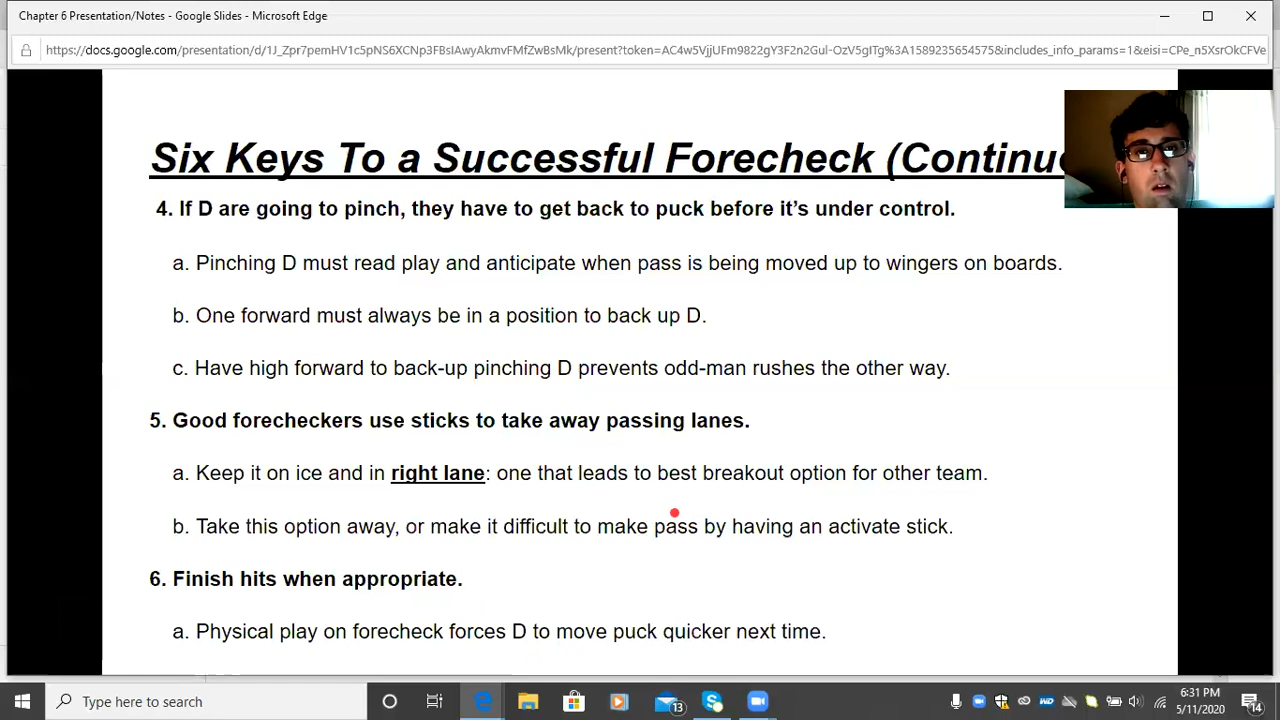 Chapter 6 Presentation/Notes - Google Slides - Microsoft Edge
Six Keys To a Successful Forecheck (Continue
4. If D are going to pinch, they have to get back to puck before it's under control.
a. Pinching D must read play and anticipate when pass is being moved up to wingers on boards.
b. One forward must always be in a position to back up D.
c. Have high forward to back-up pinching D prevents odd-man rushes the other way.
5. Good forecheckers use sticks to take away passing lanes.
a. Keep it on ice and in right lane: one that leads to best breakout option for other team.
b. Take this option away, or make it difficult to make pass by having an activate stick.
6. Finish hits when appropriate.
a. Physical play on forecheck forces D to move puck quicker next time.
Type here to search
13
WD
6:31 PM
5/11/2020
14